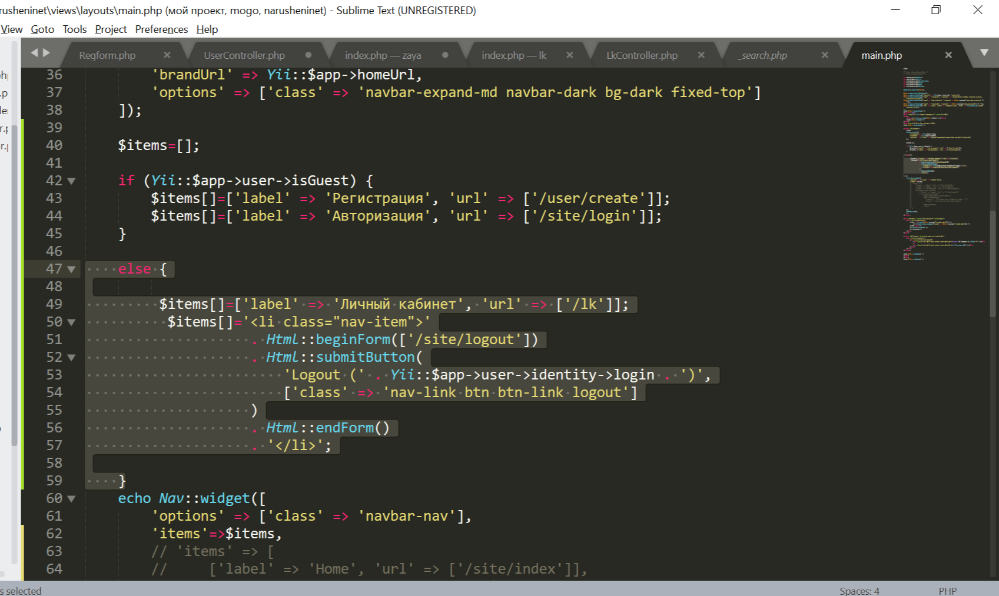 rusheninet\views\layouts\main.php (мой проект, mogo, narusheninet) - Sublime Text (UNREGISTERED)
View Goto Tools Project Preferences Help
Regform.php UserController.php index.php — zaya index.php — lk LkController.php _search.php main.php
36 'brandUrl' => Yii::$app->homeUrl,
37 'options' => ['class' => 'navbar-expand-md navbar-dark bg-dark fixed-top']
38 ]);
39
40 $items=[];
41
42 if (Yii::$app->user->isGuest) {
43 $items[]=['label' => 'Регистрация', 'url' => ['/user/create']];
44 $items[]=['label' => 'Авторизация', 'url' => ['/site/login']];
45 }
46
47 else {
48
49 $items[]=['label' => 'Личный кабинет', 'url' => ['/lk']];
50 $items[]='<li class="nav-item">'
51 . Html::beginForm(['/site/logout'])
52 . Html::submitButton(
53 'Logout (' . Yii::$app->user->identity->login . ')',
54 ['class' => 'nav-link btn btn-link logout']
55 )
56 . Html::endForm()
57 . '</li>';
58
59 }
60 echo Nav::widget([
61 'options' => ['class' => 'navbar-nav'],
62 'items'=>$items,
63 // 'items' => [
64 // ['label' => 'Home', 'url' => ['/site/index']],
s selected Spaces: 4 PHP